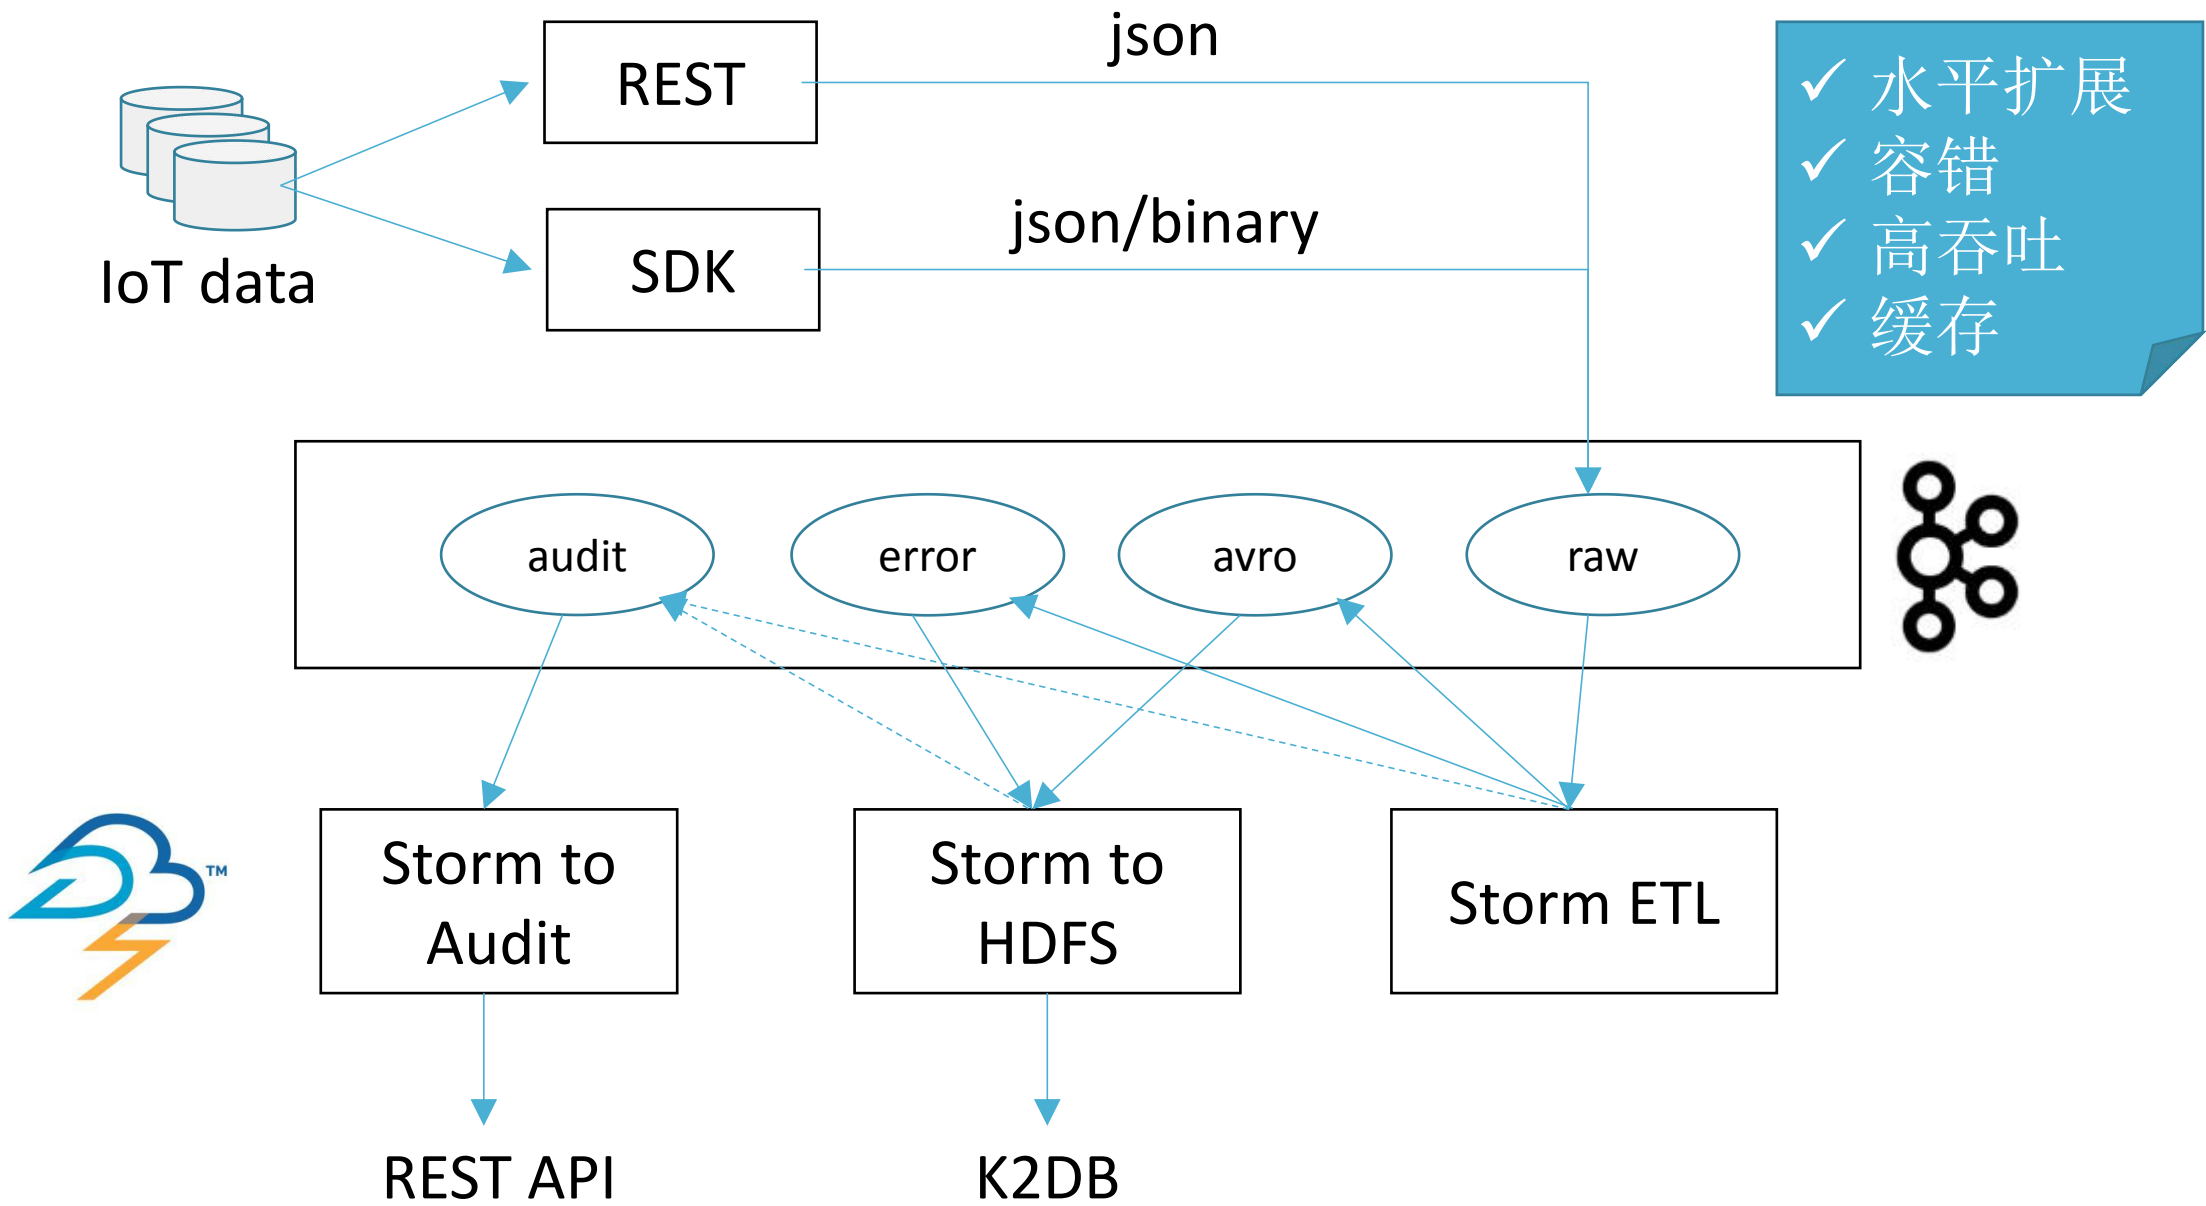 json
REST
水平扩展
容错
高吞吐
缓存
json/binary
SDK
IoT data
audit
error
avro
raw
TM
Storm to
Audit
Storm to
HDFS
Storm ETL
REST API
K2DB